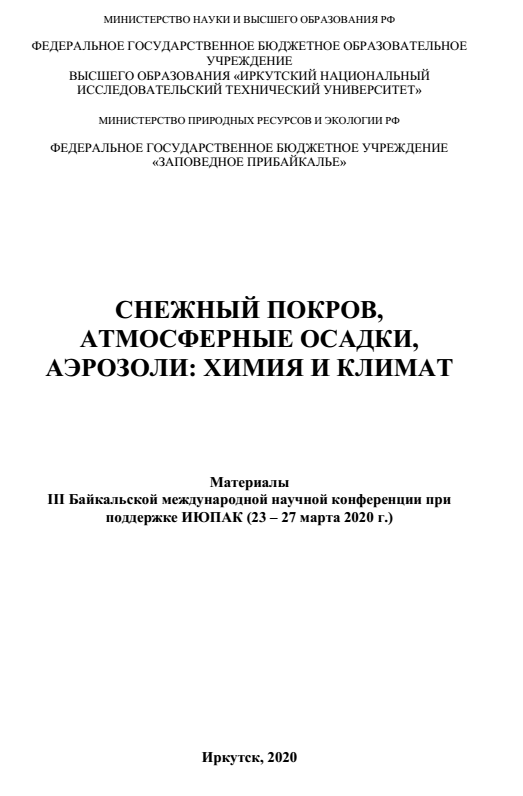 МИНИСТЕРСТВО НАУКИ И ВЫСШЕГО ОБРАЗОВАНИЯ РФ
ФЕДЕРАЛЬНОЕ ГОСУДАРСТВЕННОЕ БЮДЖЕТНОЕ ОБРАЗОВАТЕЛЬНОЕ
УЧРЕЖДЕНИЕ
ВЫСШЕГО ОБРАЗОВАНИЯ «ИРКУТСКИЙ НАЦИОНАЛЬНЫЙ
ИССЛЕДОВАТЕЛЬСКИЙ ТЕХНИЧЕСКИЙ УНИВЕРСИТЕТ»
МИНИСТЕРСТВО ПРИРОДНЫХ РЕСУРСОВ И ЭКОЛОГИИ РФ
ФЕДЕРАЛЬНОЕ ГОСУДАРСТВЕННОЕ БЮДЖЕТНОЕ УЧРЕЖДЕНИЕ
«ЗАПОВЕДНОЕ ПРИБАЙКАЛЬЕ»
СНЕЖНЫЙ ПОКРОВ,
АТМОСФЕРНЫЕ ОСАДКИ,
АЭРОЗОЛИ: ХИМИЯ И КЛИМАТ
Материалы
III Байкальской международной научной конференции при
поддержке ИЮПАК (23 – 27 марта 2020 г.)
Иркутск, 2020